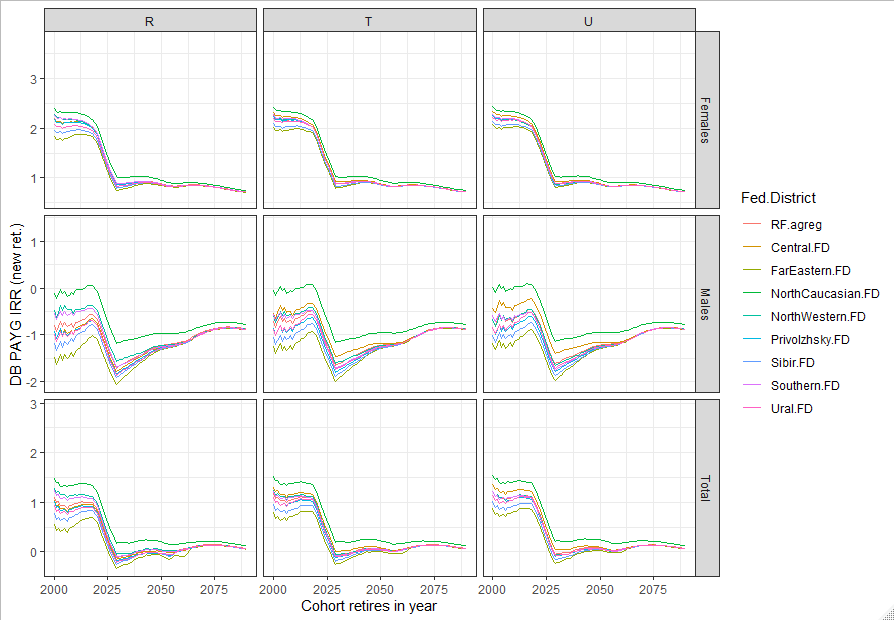 R T U
3
2
1
Females
1
0
-1
-2
Males
3
2
1
0
Total
DB PAYG IRR (new ret.)
2000 2025 2050 2075 2000 2025 2050 2075 2000 2025 2050 2075
Cohort retires in year
Fed.District
RF.agreg
Central.FD
FarEastern.FD
NorthCaucasian.FD
NorthWestern.FD
Privolzhsky.FD
Sibir.FD
Southern.FD
Ural.FD